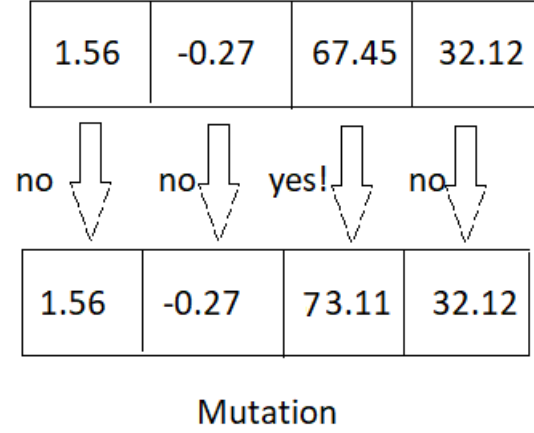 1.56 -0.27 67.45 32.12
no no yes! no
1.56 -0.27 73.11 32.12
Mutation